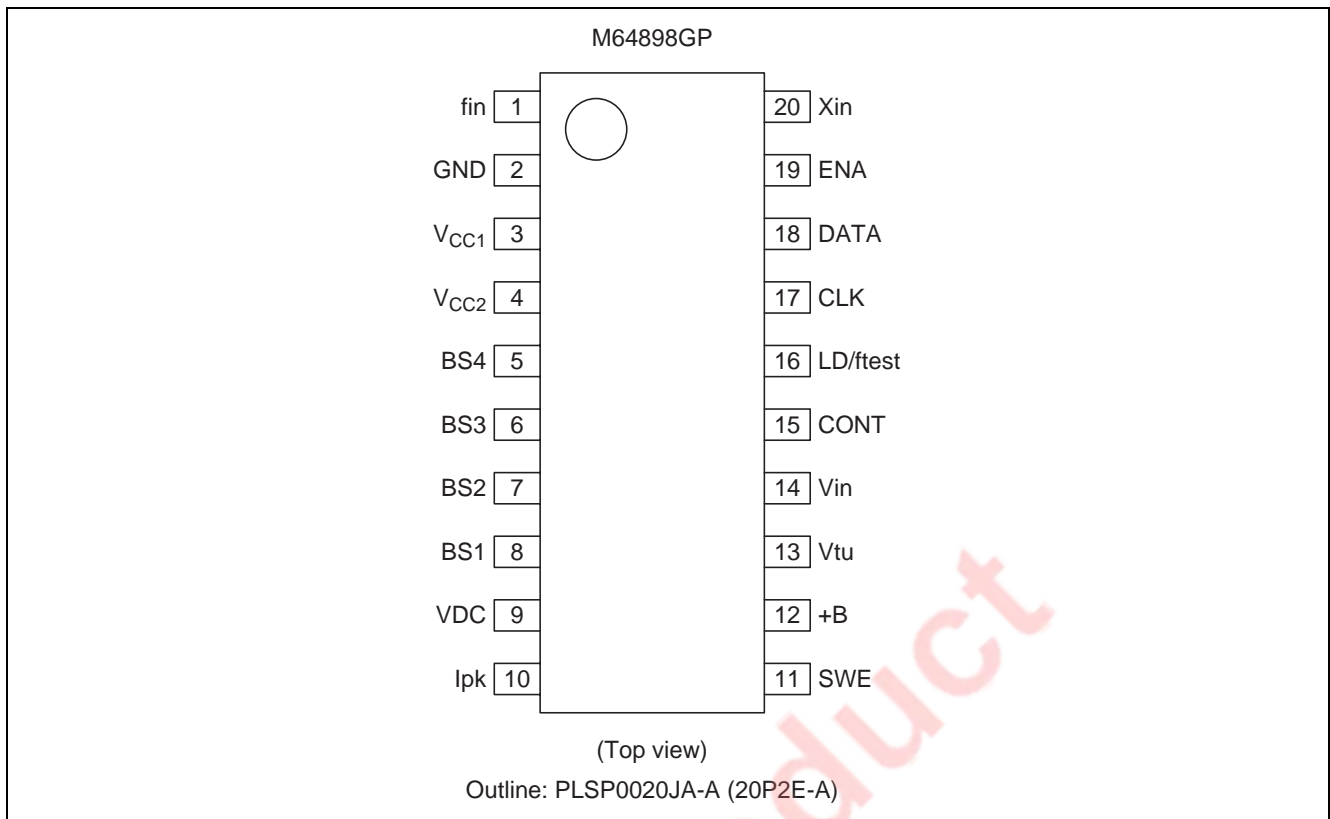 M64898GP
fin 1
GND 2
VCC1 3
VCC2 4
BS4 5
BS3 6
BS2 7
BS1 8
VDC 9
Ipk 10
20 Xin
19 ENA
18 DATA
17 CLK
16 LD/ftest
15 CONT
14 Vin
13 Vtu
12 +B
11 SWE
(Top view)
Outline: PLSP0020JA-A (20P2E-A)